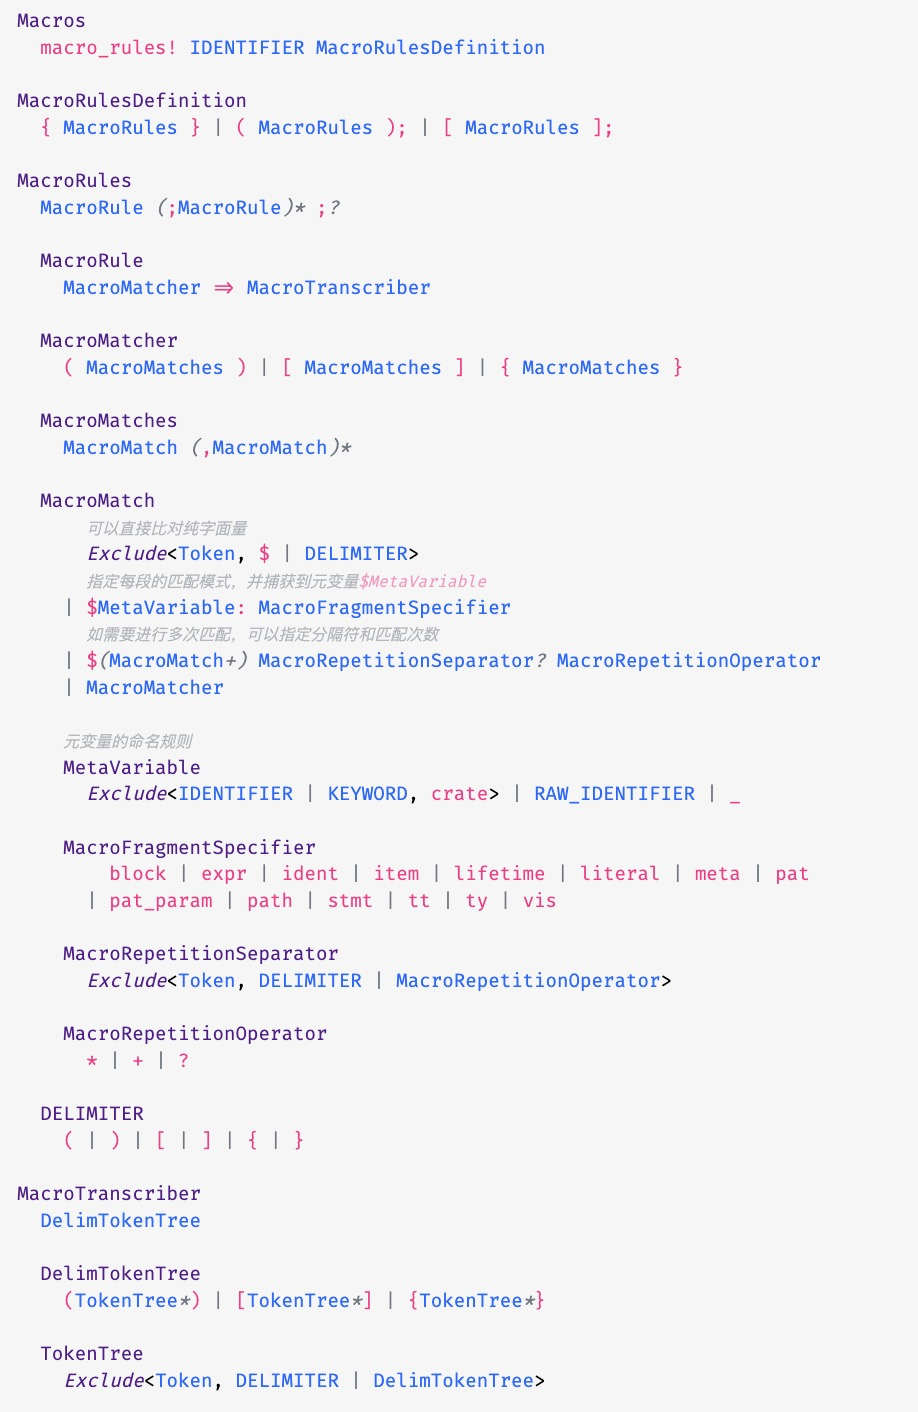 Macros
macro_rules! IDENTIFIER MacroRulesDefinition
MacroRulesDefinition
{ MacroRules } | ( MacroRules ); | [ MacroRules ];
MacroRules
MacroRule (;MacroRule)* ;?
MacroRule
MacroMatcher => MacroTranscriber
MacroMatcher
( MacroMatches ) | [ MacroMatches ] | { MacroMatches }
MacroMatches
MacroMatch (,MacroMatch)*
MacroMatch
可以直接比对纯字面量
Exclude<Token, $ | DELIMITER>
指定每段的匹配模式，并捕获到元变量$MetaVariable
| $MetaVariable: MacroFragmentSpecifier
如需要进行多次匹配，可以指定分隔符和匹配次数
| $(MacroMatch+) MacroRepetitionSeparator? MacroRepetitionOperator
| MacroMatcher
元变量的命名规则
MetaVariable
Exclude<IDENTIFIER | KEYWORD, crate> | RAW_IDENTIFIER | _
MacroFragmentSpecifier
block | expr | ident | item | lifetime | literal | meta | pat
| pat_param | path | stmt | tt | ty | vis
MacroRepetitionSeparator
Exclude<Token, DELIMITER | MacroRepetitionOperator>
MacroRepetitionOperator
* | + | ?
DELIMITER
( | ) | [ | ] | { | }
MacroTranscriber
DelimTokenTree
DelimTokenTree
(TokenTree*) | [TokenTree*] | {TokenTree*}
TokenTree
Exclude<Token, DELIMITER | DelimTokenTree>